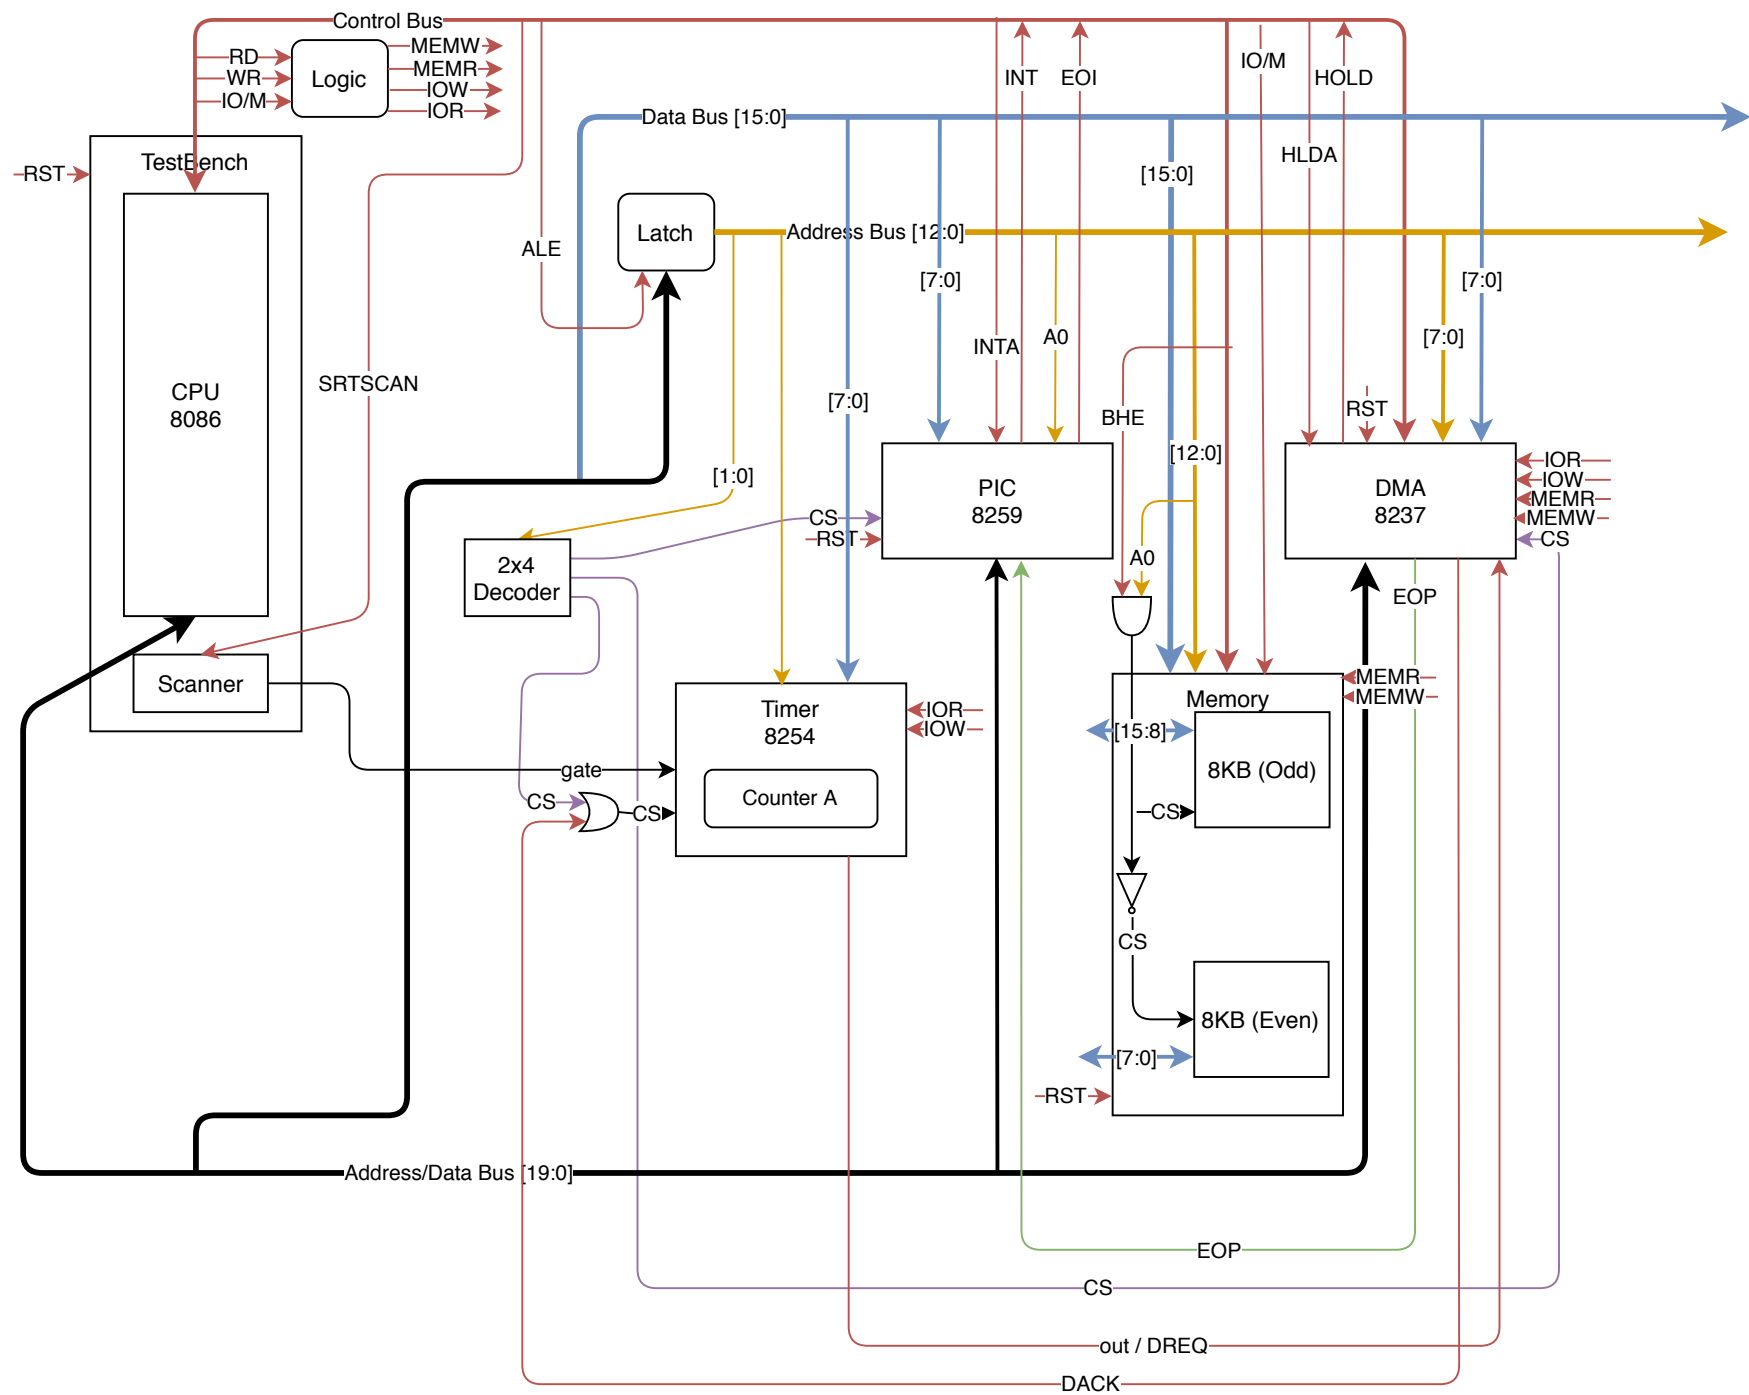 Control Bus
RD
WR
IO/M
Logic
MEMW
MEMR
IOW
IOR
INT
EOI
IO/M
HOLD
Data Bus [15:0]
HLDA
RST
TestBench
[15:0]
Latch
Address Bus [12:0]
ALE
[7:0]
[7:0]
INTA
A0
[7:0]
SRTSCAN
CPU
8086
[7:0]
BHE
RST
[12:0]
[1:0]
PIC
8259
DMA
8237
IOR
IOW
MEMR
MEMW
CS
CS
RST
2x4
Decoder
A0
EOP
Scanner
MEMR
MEMW
Memory
Timer
8254
IOR
IOW
[15:8]
gate
8KB (Odd)
Counter A
CS
CS
CS
CS
8KB (Even)
[7:0]
RST
Address/Data Bus [19:0]
EOP
CS
out / DREQ
DACK